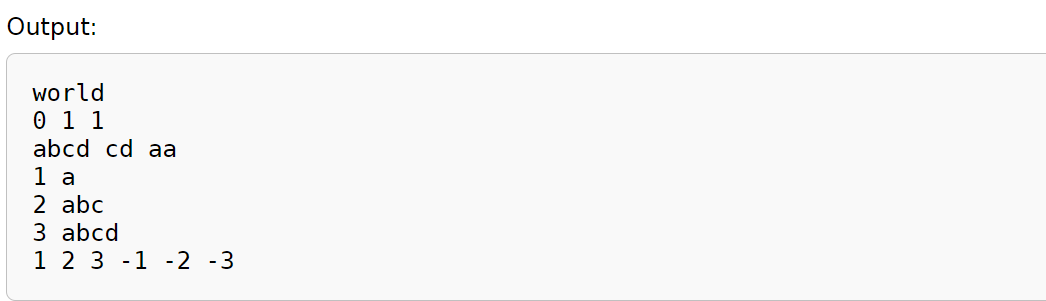 Output:
world
0 1 1
abcd cd aa
1 a
2 abc
3 abcd
1 2 3 -1 -2 -3